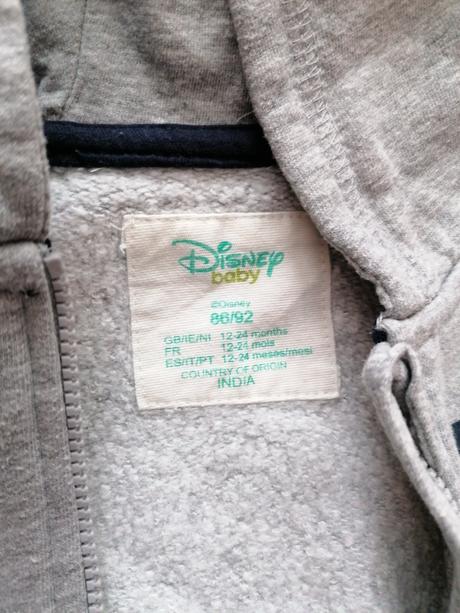 Disney
baby
©Disney
86/92
GB/IE/NI 12-24 months
FR 12-24 mois
ES/IT/PT 12-24 meses/mesi
COUNTRY OF ORIGIN
INDIA